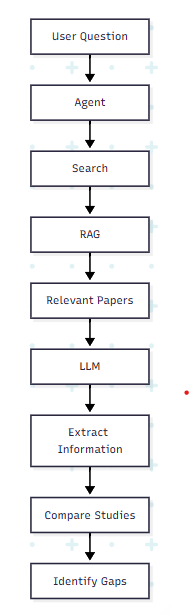 User Question
Agent
Search
RAG
Relevant Papers
LLM
Extract
Information
Compare Studies
Identify Gaps